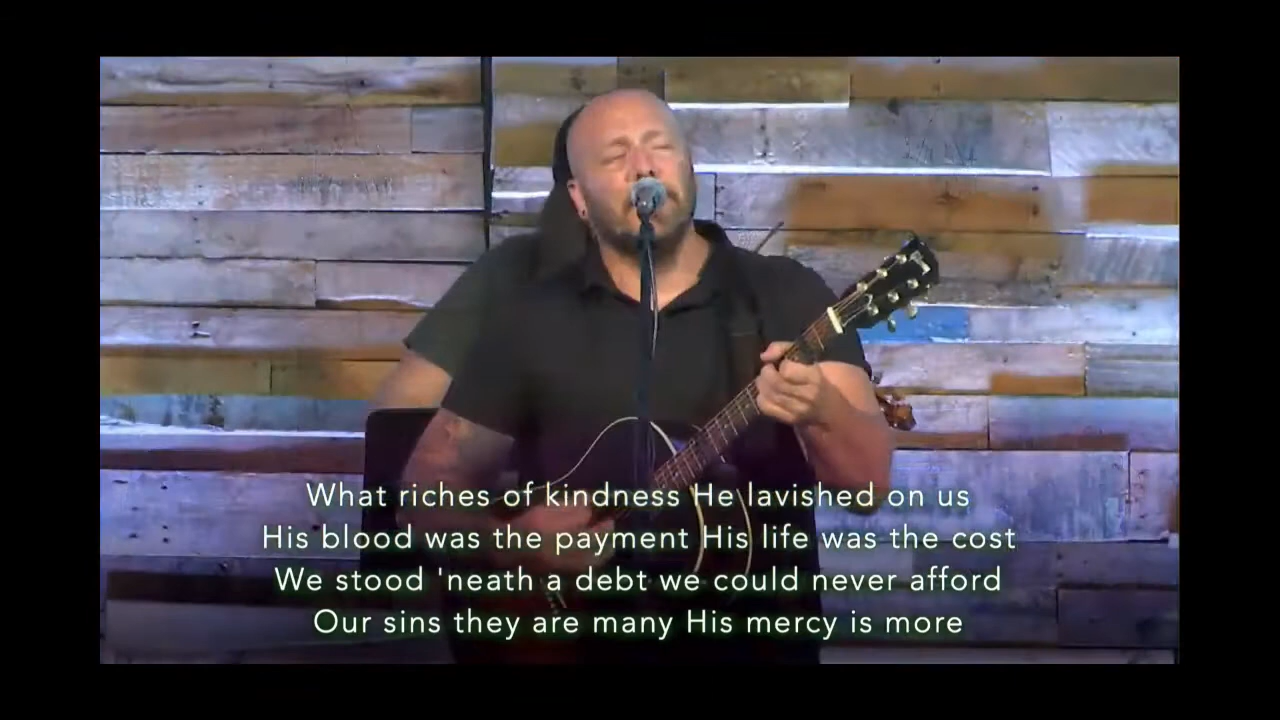 What riches of kindness He lavished on us
His blood was the payment His life was the cost
We stood 'neath a debt we could never afford
Our sins they are many His mercy is more